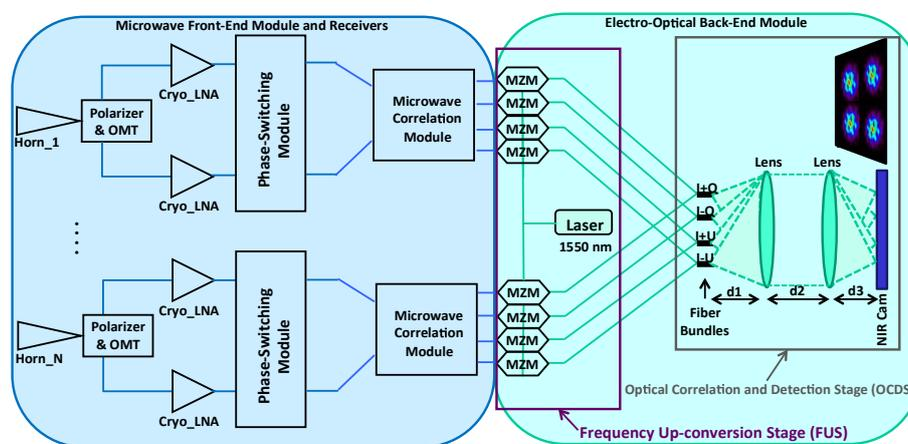 Microwave Front-End Module and Receivers
Electro-Optical Back-End Module
Cryo_LNA
Polarizer
& OMT
Horn_1
Cryo_LNA
Phase-Switching
Module
Microwave
Correlation
Module
MZM
MZM
MZM
MZM
Laser
1550 nm
Lens
Lens
I+Q
I-Q
I+U
I-U
d1
d2
d3
Fiber
Bundles
NIR Cam
Cryo_LNA
Polarizer
& OMT
Horn_N
Cryo_LNA
Phase-Switching
Module
Microwave
Correlation
Module
MZM
MZM
MZM
MZM
Optical Correlation and Detection Stage (OCDS
Frequency Up-conversion Stage (FUS)